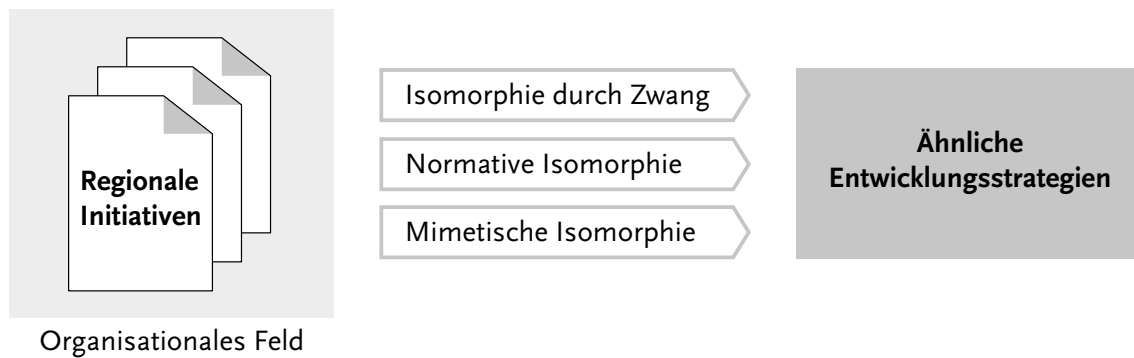 Regionale
Initiativen
Organisationales Feld
Isomorphie durch Zwang
Normative Isomorphie
Mimetische Isomorphie
Ähnliche
Entwicklungsstrategien